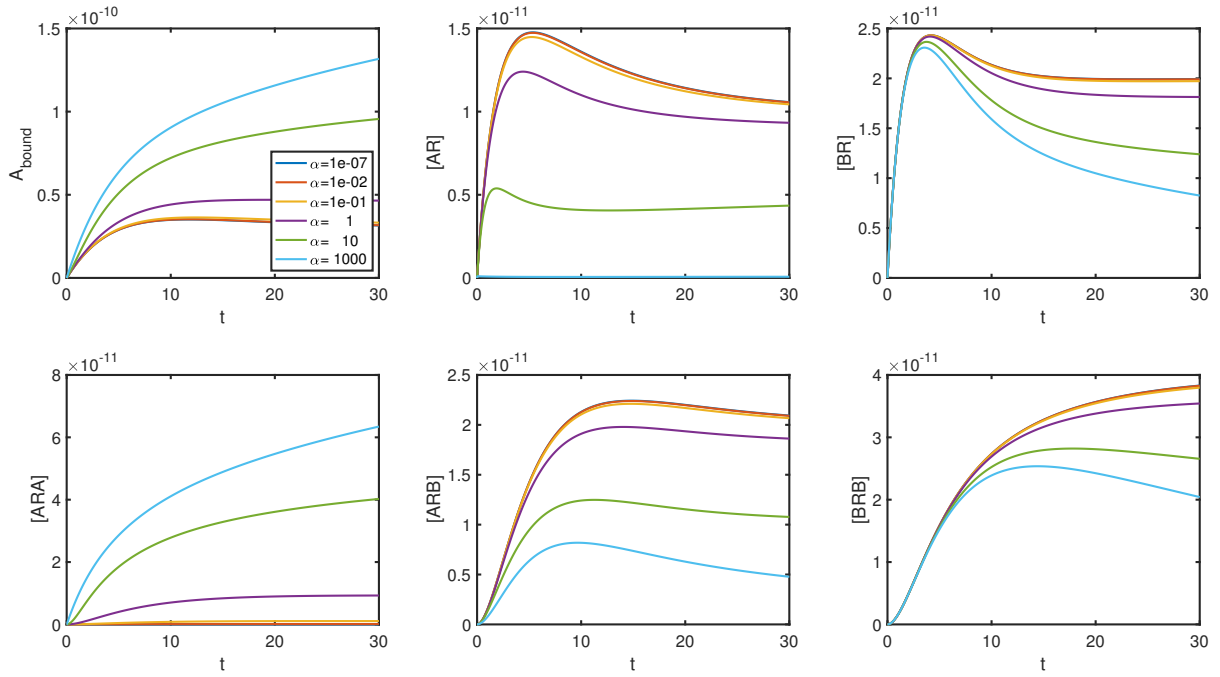 ×10⁻¹⁰
1.5
1
0.5
0
A_bound
α=1e-07
α=1e-02
α=1e-01
α= 1
α= 10
α= 1000
0 10 20 30
t
×10⁻¹¹
1.5
1
0.5
0
[AR]
0 10 20 30
t
×10⁻¹¹
2.5
2
1.5
1
0.5
0
[BR]
0 10 20 30
t
×10⁻¹¹
8
6
4
2
0
[ARA]
0 10 20 30
t
×10⁻¹¹
2.5
2
1.5
1
0.5
0
[ARB]
0 10 20 30
t
×10⁻¹¹
4
3
2
1
0
[BRB]
0 10 20 30
t